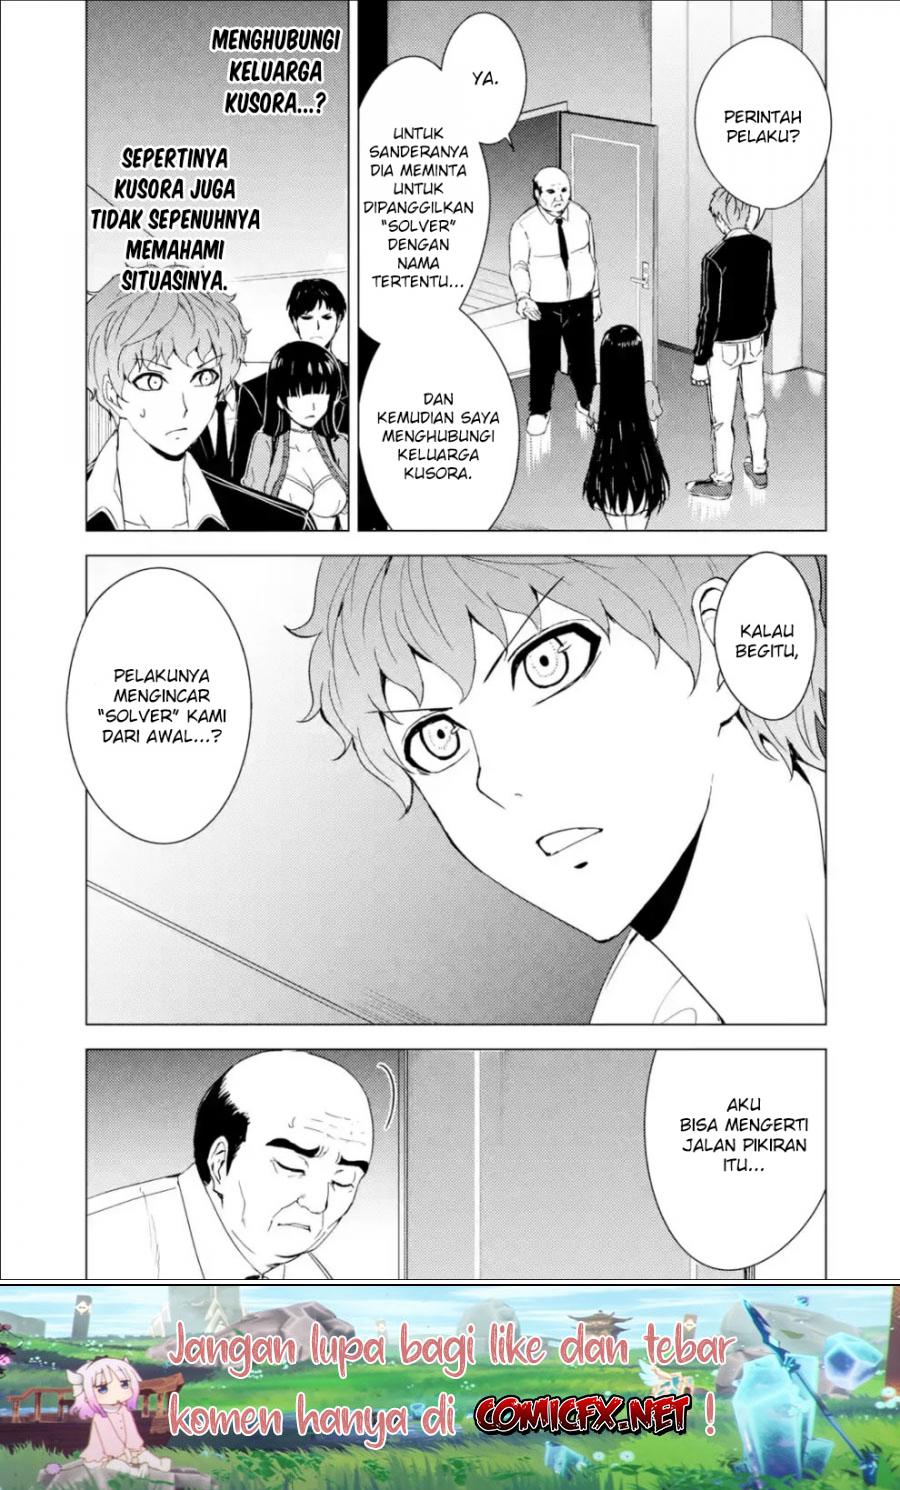 PERINTAH
PELAKU?
YA.
UNTUK
SANDERANYA
DIA MEMINTA
UNTUK
DIPANGGILKAN
"SOLVER"
DENGAN
NAMA
TERTENTU...
DAN
KEMUDIAN SAYA
MENGHUBUNGI
KELUARGA
KUSORA.
MENGHUBUNGI
KELUARGA
KUSORA...?
SEPERTINYA
KUSORA JUGA
TIDAK SEPENUHNYA
MEMAHAMI
SITUASINYA.
KALAU
BEGITU,
PELAKUNYA
MENGINCAR
"SOLVER" KAMI
DARI AWAL...?
AKU
BISA MENGERTI
JALAN PIKIRAN
ITU...
Jangan lupa bagi like dan tebar
komen hanya di COMICFX.NET !